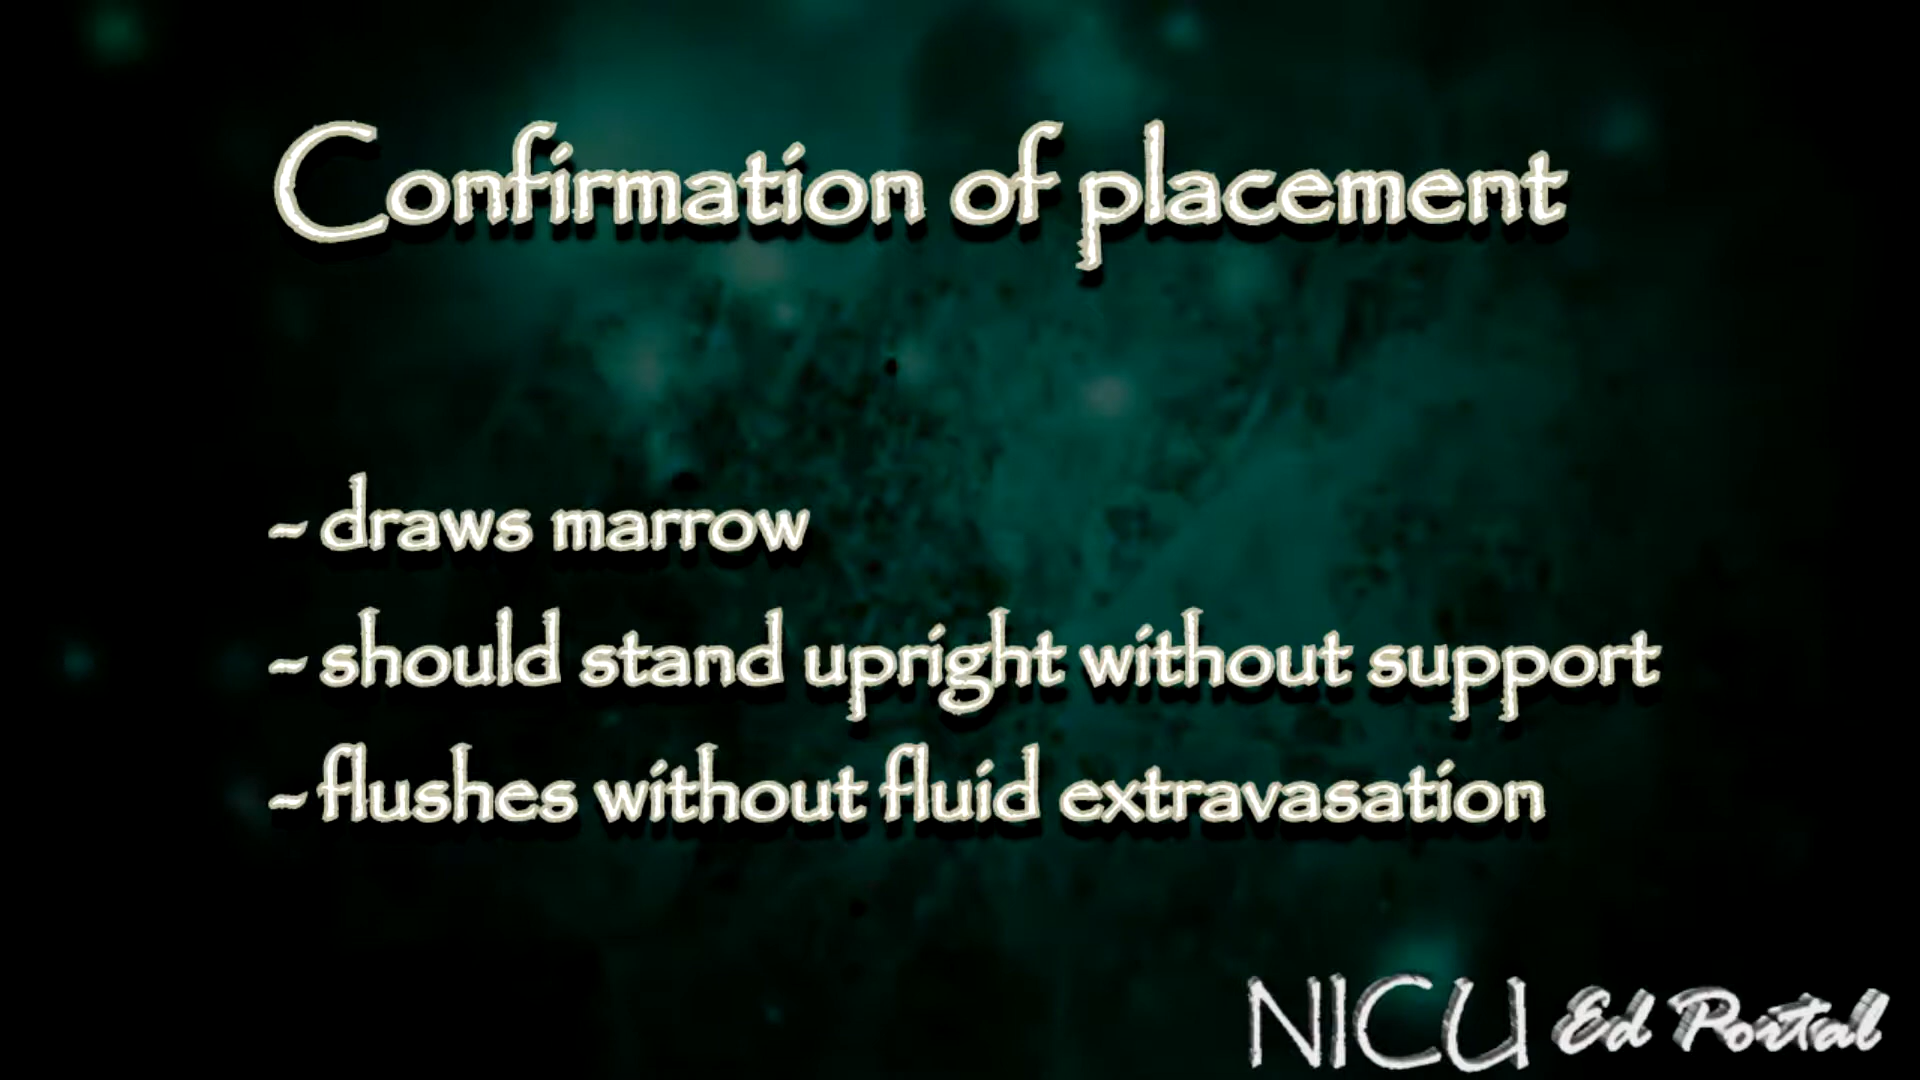 Confirmation of placement
- draws marrow
- should stand upright without support
- flushes without fluid extravasation
NICU Ed Portal